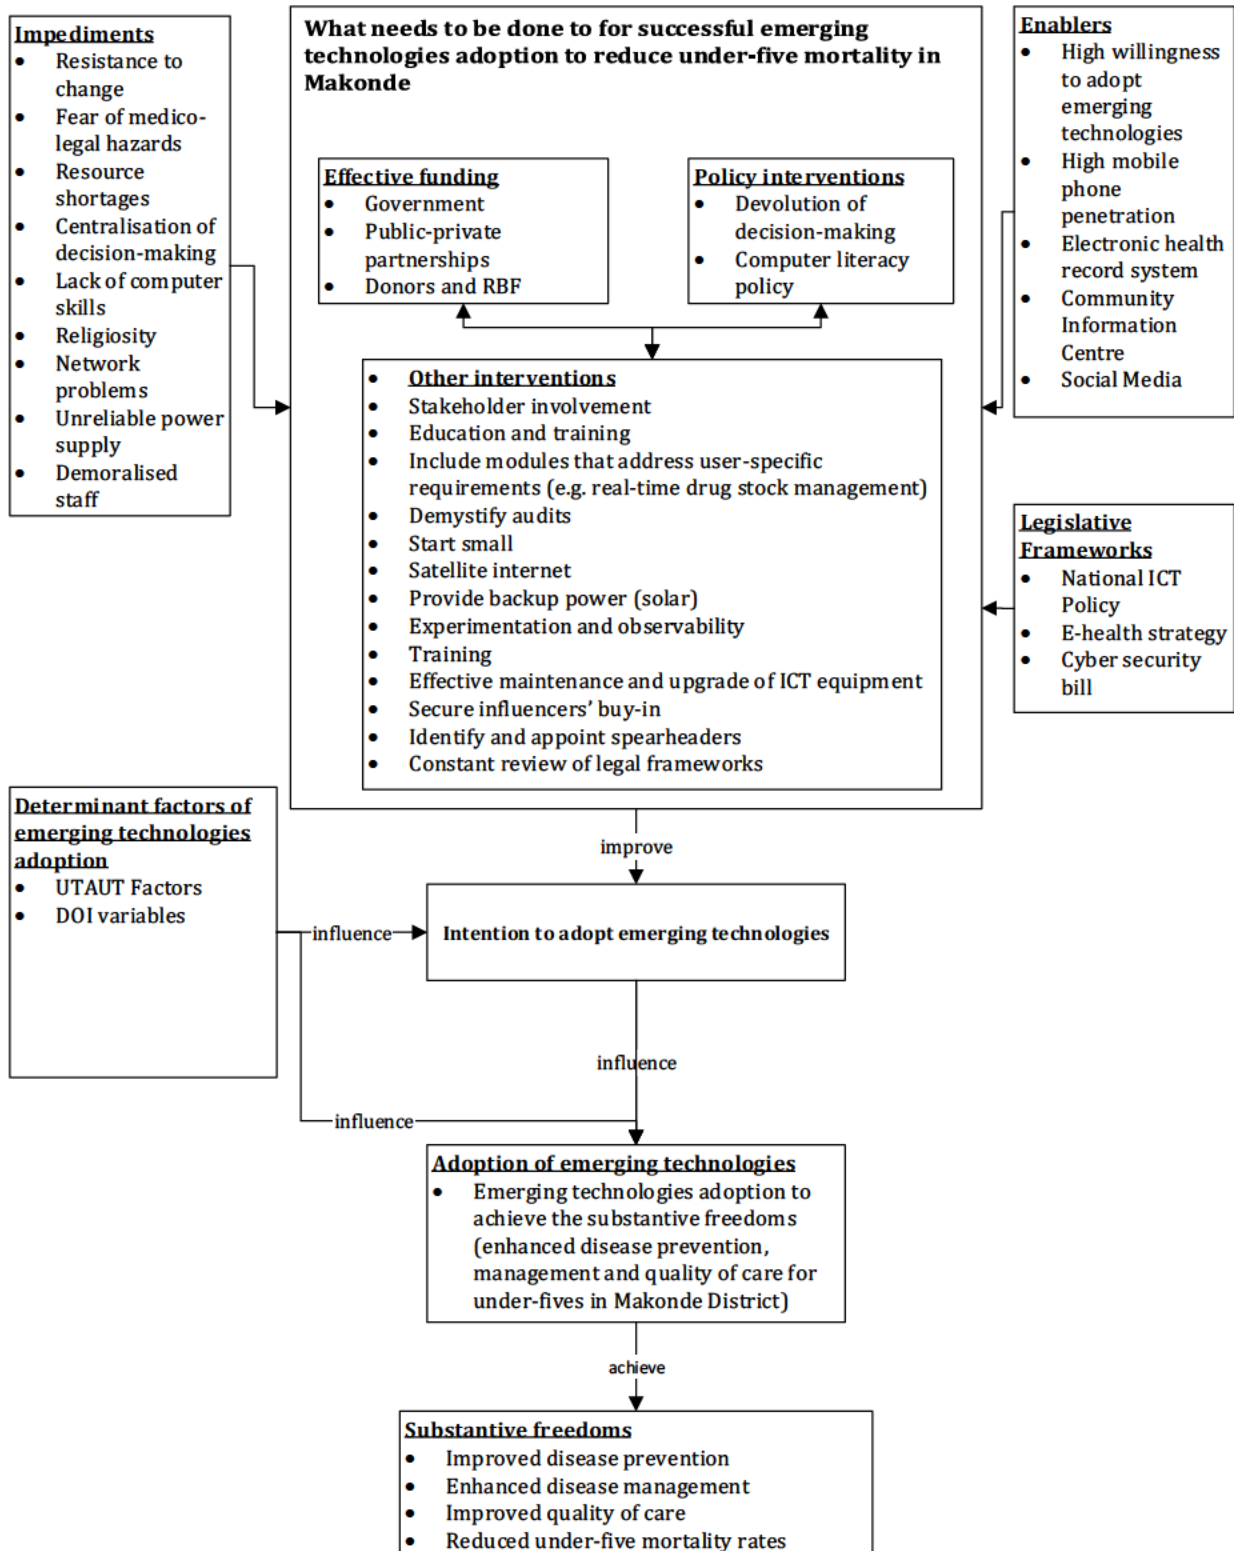 Impediments
• Resistance to
change
• Fear of medico-
legal hazards
• Resource
shortages
• Centralisation of
decision-making
• Lack of computer
skills
• Religiosity
• Network
problems
• Unreliable power
supply
• Demoralised
staff
What needs to be done to for successful emerging
technologies adoption to reduce under-five mortality in
Makonde
Effective funding
• Government
• Public-private
partnerships
• Donors and RBF
Policy interventions
• Devolution of
decision-making
• Computer literacy
policy
• Other interventions
• Stakeholder involvement
• Education and training
• Include modules that address user-specific
requirements (e.g. real-time drug stock management)
• Demystify audits
• Start small
• Satellite internet
• Provide backup power (solar)
• Experimentation and observability
• Training
• Effective maintenance and upgrade of ICT equipment
• Secure influencers’ buy-in
• Identify and appoint spearheaders
• Constant review of legal frameworks
Enablers
• High willingness
to adopt
emerging
technologies
• High mobile
phone
penetration
• Electronic health
record system
• Community
Information
Centre
• Social Media
Legislative
Frameworks
• National ICT
Policy
• E-health strategy
• Cyber security
bill
Determinant factors of
emerging technologies
adoption
• UTAUT Factors
• DOI variables
improve
influence
Intention to adopt emerging technologies
influence
influence
Adoption of emerging technologies
• Emerging technologies adoption to
achieve the substantive freedoms
(enhanced disease prevention,
management and quality of care for
under-fives in Makonde District)
achieve
Substantive freedoms
• Improved disease prevention
• Enhanced disease management
• Improved quality of care
• Reduced under-five mortality rates